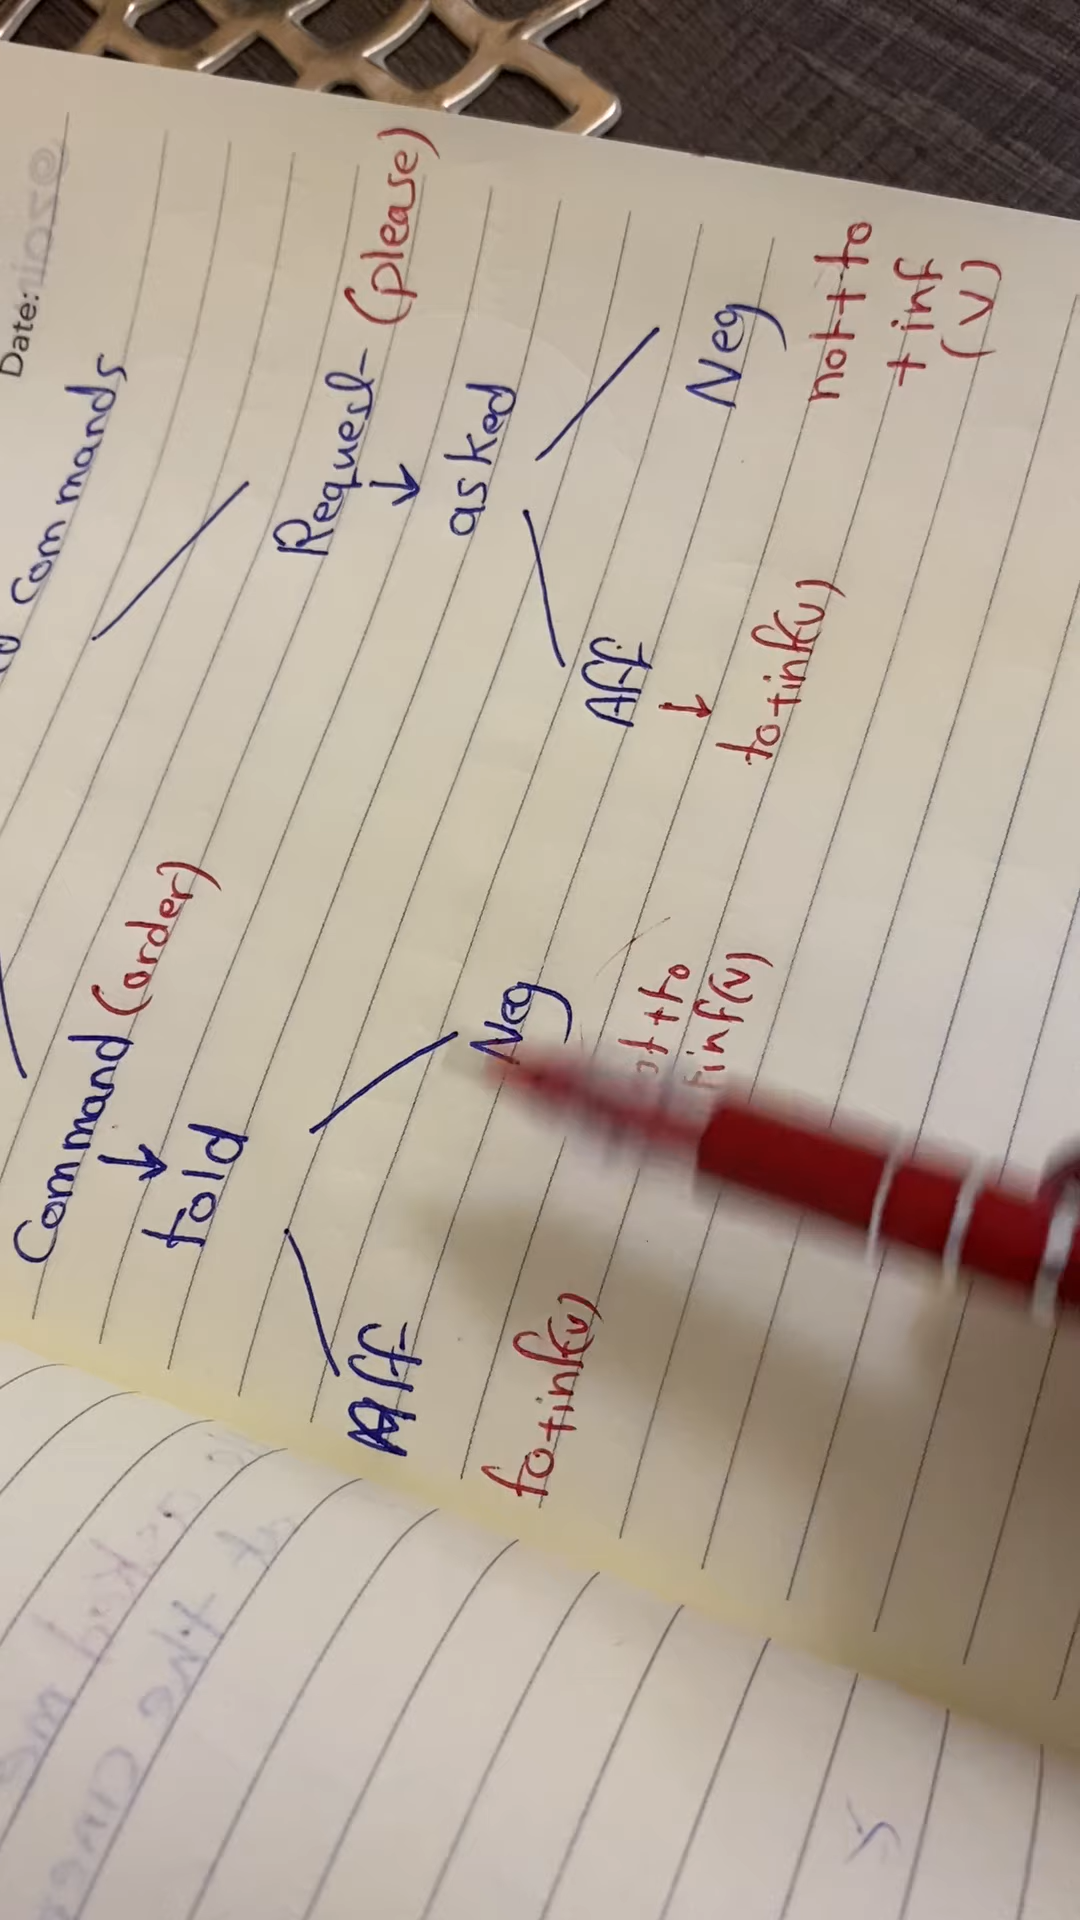 Date:
Commands
Command (order)
Request (please)
↓
↓
told
asked
Aff
Neg
Aff
Neg
to+inf(v)
↓
not+to
to+inf(v)
+inf
(v)
+inf(v)